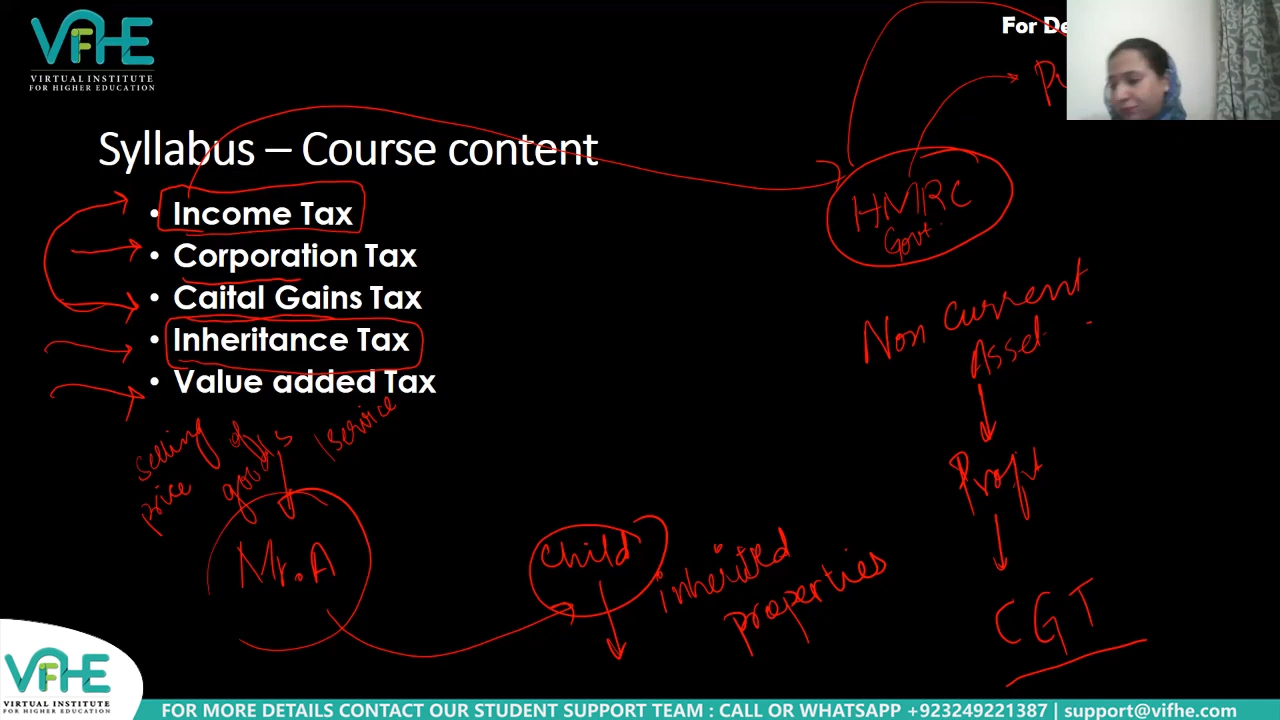 VIFHE
VIRTUAL INSTITUTE
FOR HIGHER EDUCATION
For De
Pu
Syllabus – Course content
• Income Tax
• Corporation Tax
• Caital Gains Tax
• Inheritance Tax
• Value added Tax
HMRC
Govt.
Non Current
Asset
Profit
CGT
selling of goods / service
price
Mr. A
Child
inherited
properties
VIFHE
VIRTUAL INSTITUTE
FOR HIGHER EDUCATION
FOR MORE DETAILS CONTACT OUR STUDENT SUPPORT TEAM : CALL OR WHATSAPP +923249221387 | support@vifhe.com